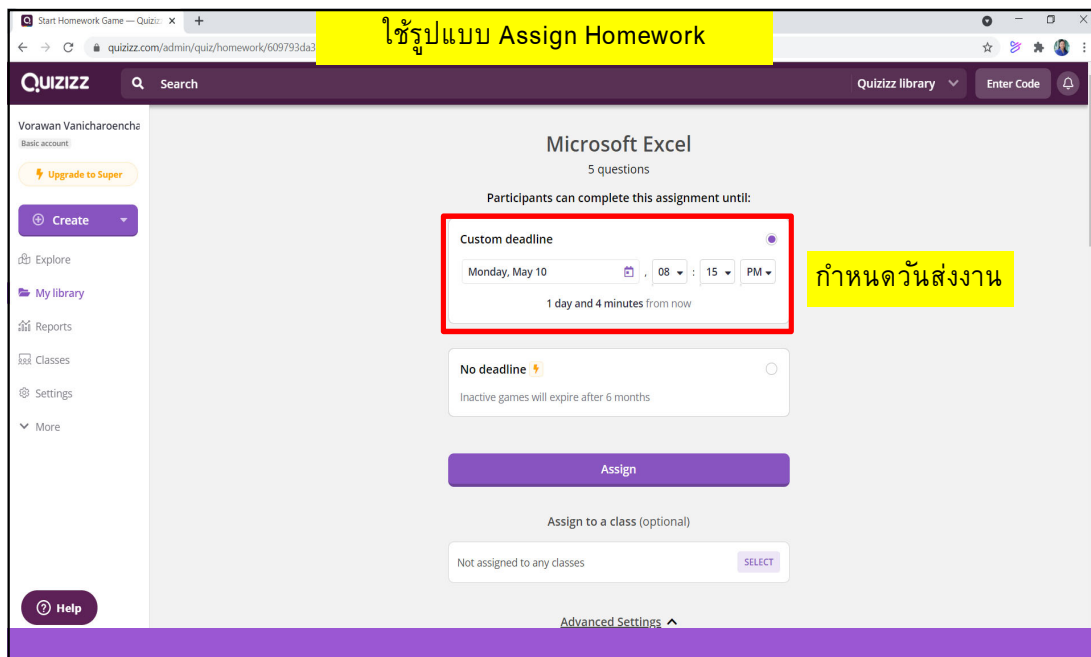 Start Homework Game — Quiziz
ใช้รูปแบบ Assign Homework
quizizz.com/admin/quiz/homework/609793da3
QUIZIZZ
Search
Quizizz library
Enter Code
Vorawan Vanicharoencha
Basic account
Upgrade to Super
Create
Explore
My library
Reports
Classes
Settings
More
Help
Microsoft Excel
5 questions
Participants can complete this assignment until:
Custom deadline
Monday, May 10 , 08 : 15 PM
1 day and 4 minutes from now
กำหนดวันส่งงาน
No deadline
Inactive games will expire after 6 months
Assign
Assign to a class (optional)
Not assigned to any classes SELECT
Advanced Settings